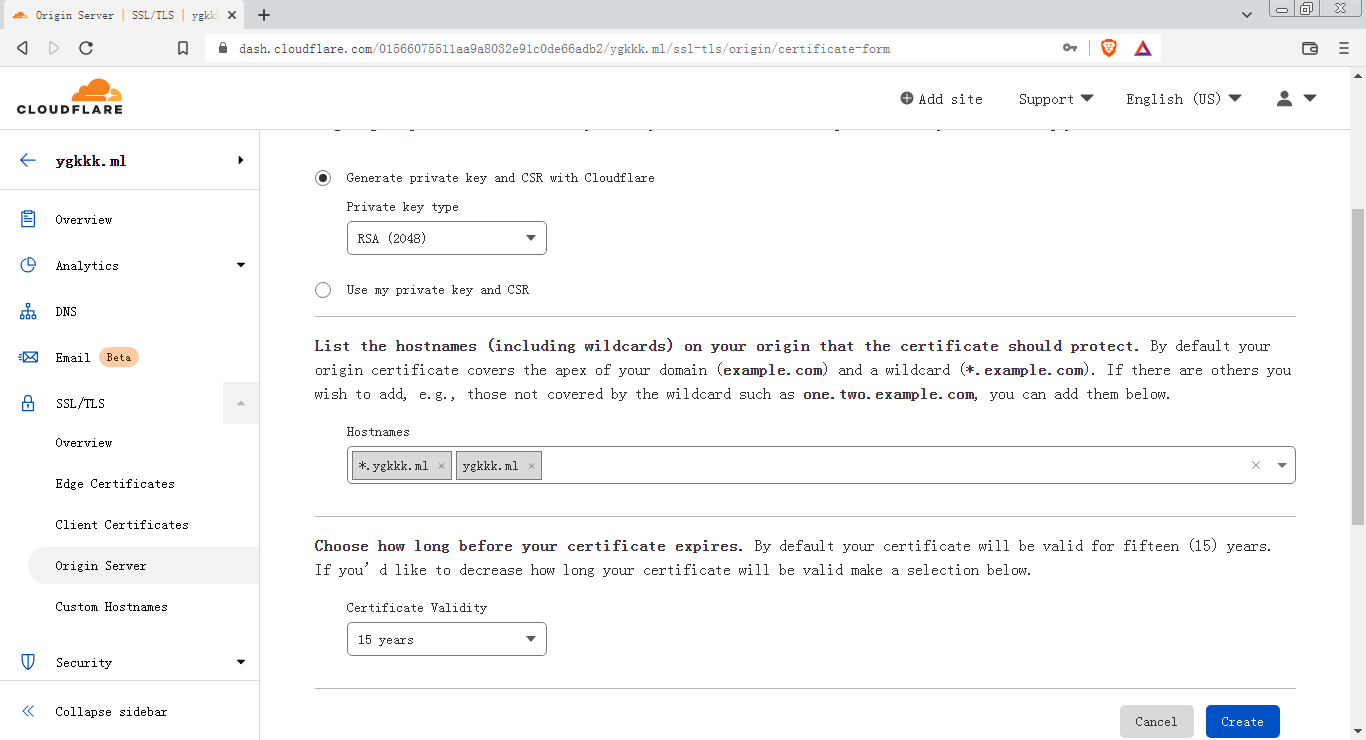 Origin Server | SSL/TLS | ygkk
dash.cloudflare.com/01566075511aa9a8032e91c0de66adb2/ygkkk.ml/ssl-tls/origin/certificate-form
CLOUDFLARE
Add site
Support
English (US)
ygkkk.ml
Overview
Analytics
DNS
Email Beta
SSL/TLS
Overview
Edge Certificates
Client Certificates
Origin Server
Custom Hostnames
Security
Collapse sidebar
Generate private key and CSR with Cloudflare
Private key type
RSA (2048)
Use my private key and CSR
List the hostnames (including wildcards) on your origin that the certificate should protect. By default your
origin certificate covers the apex of your domain (example.com) and a wildcard (*.example.com). If there are others you
wish to add, e.g., those not covered by the wildcard such as one.two.example.com, you can add them below.
Hostnames
*.ygkkk.ml × ygkkk.ml ×
Choose how long before your certificate expires. By default your certificate will be valid for fifteen (15) years.
If you’d like to decrease how long your certificate will be valid make a selection below.
Certificate Validity
15 years
Cancel
Create